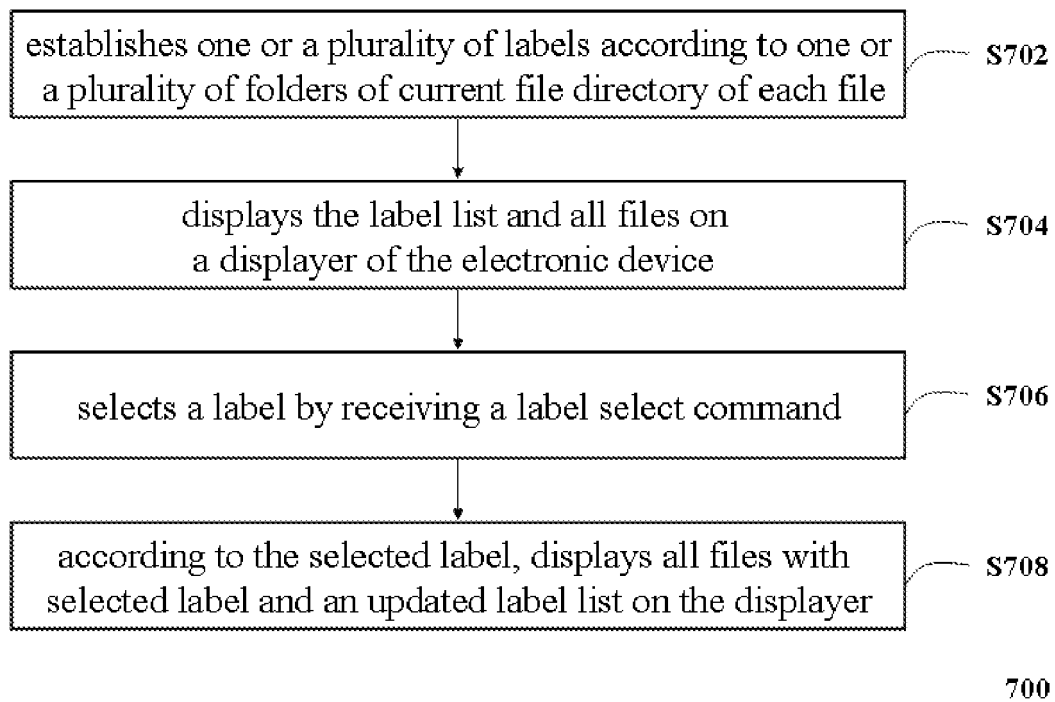 establishes one or a plurality of labels according to one or
a plurality of folders of current file directory of each file
S702
displays the label list and all files on
a displayer of the electronic device
S704
selects a label by receiving a label select command
S706
according to the selected label, displays all files with
selected label and an updated label list on the displayer
S708
700